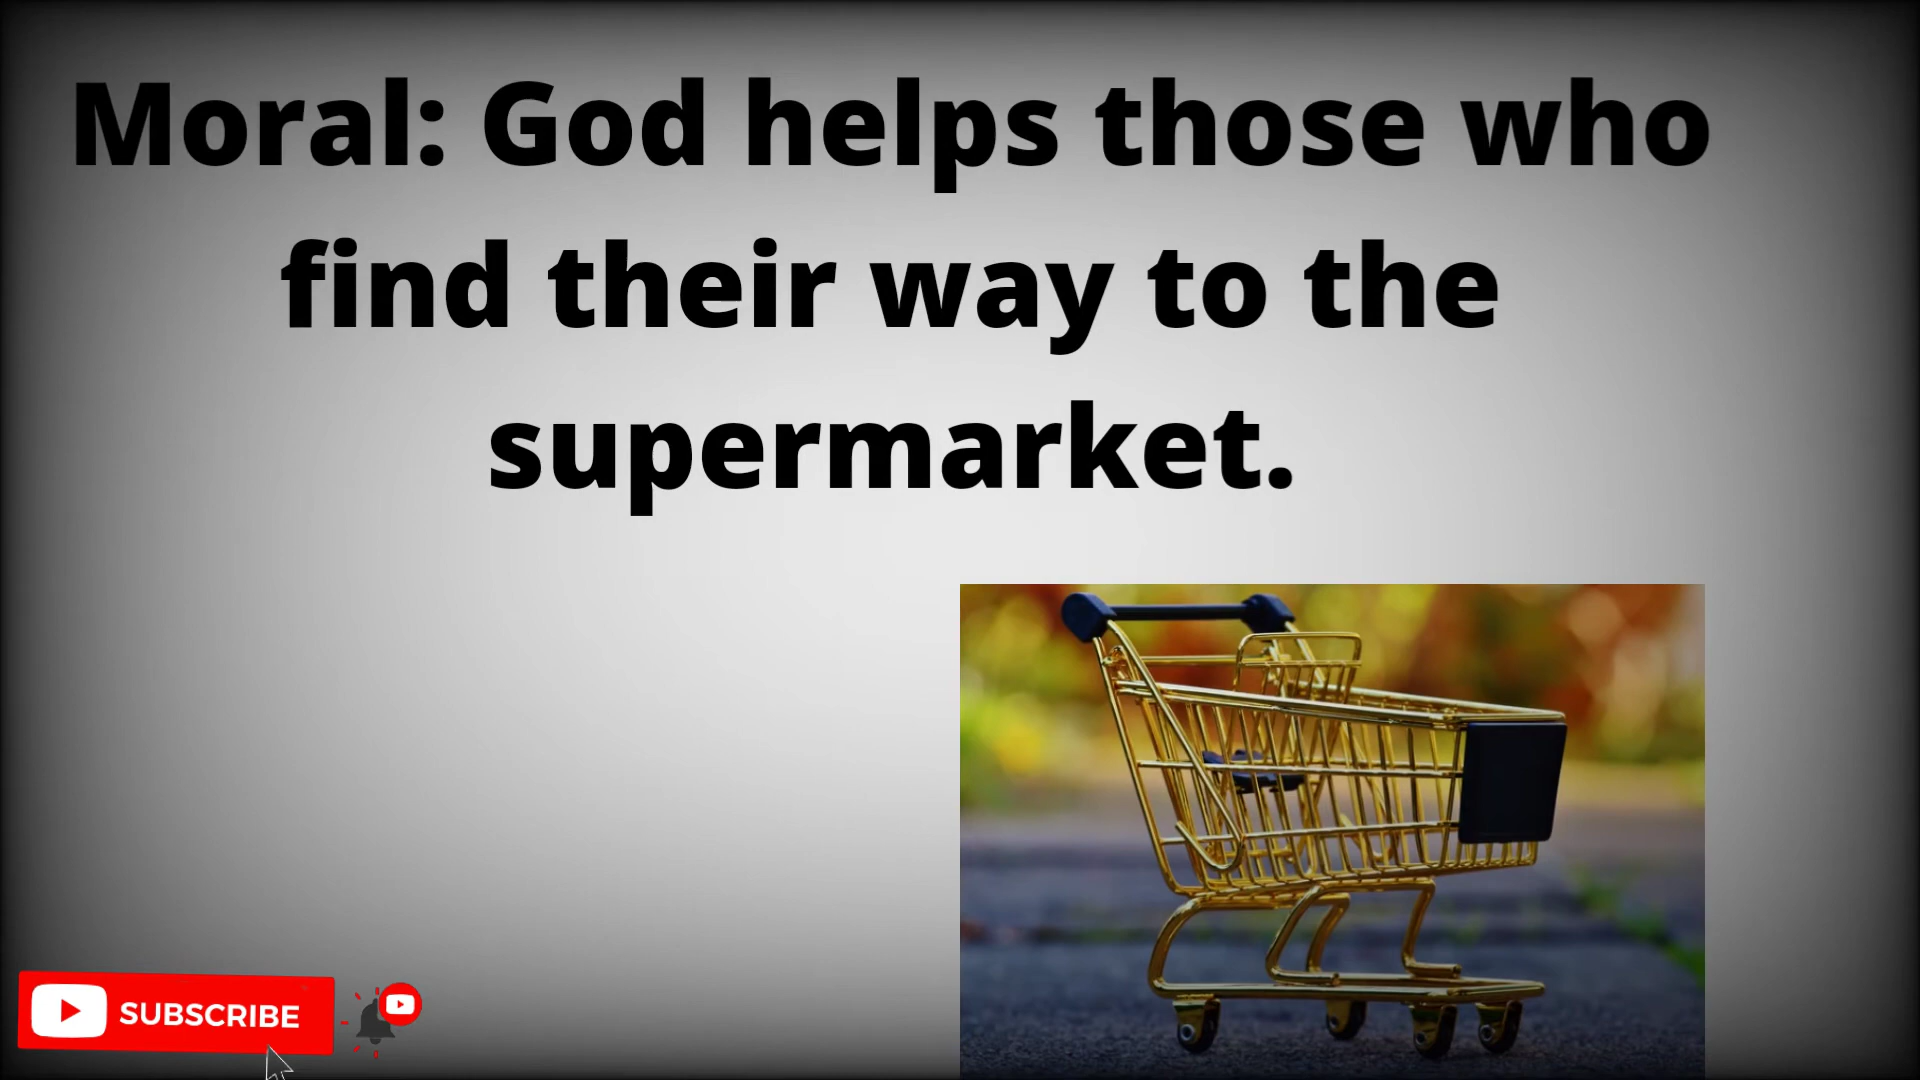 Moral: God helps those who
find their way to the
supermarket.
SUBSCRIBE